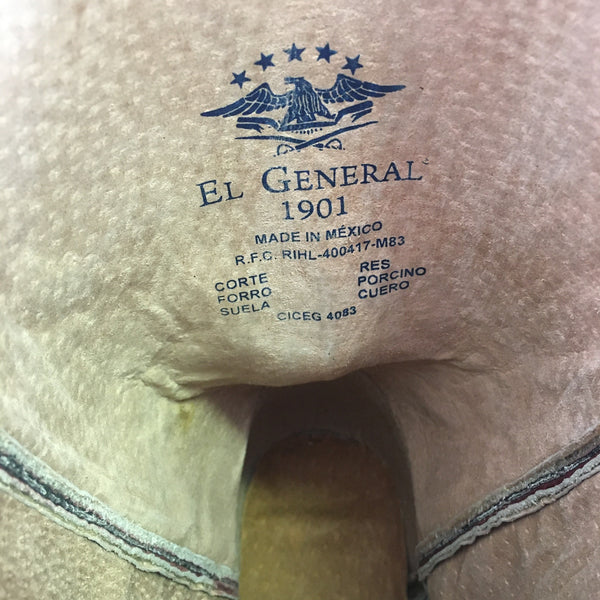 EL GENERAL
1901
MADE IN MÉXICO
R.F.C. RIHL-400417-M83
CORTE RES
FORRO PORCINO
SUELA CUERO
CICEG 4083